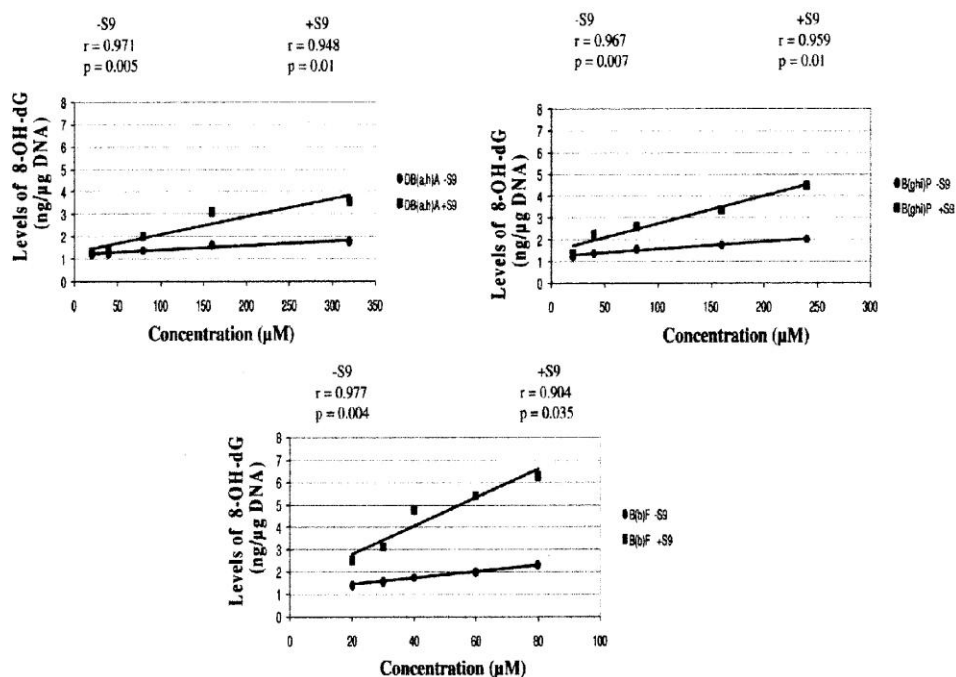 -S9 +S9
r = 0.971 r = 0.948
p = 0.005 p = 0.01
Levels of 8-OH-dG
(ng/µg DNA)
8
7
6
5
4
3
2
1
0
0 50 100 150 200 250 300 350
Concentration (µM)
DB(a,h)A -S9
DB(a,h)A +S9
-S9 +S9
r = 0.967 r = 0.959
p = 0.007 p = 0.01
Levels of 8-OH-dG
(ng/µg DNA)
8
7
6
5
4
3
2
1
0
0 50 100 150 200 250 300
Concentration (µM)
B(ghi)P -S9
B(ghi)P +S9
-S9 +S9
r = 0.977 r = 0.904
p = 0.004 p = 0.035
Levels of 8-OH-dG
(ng/µg DNA)
8
7
6
5
4
3
2
1
0
0 20 40 60 80 100
Concentration (µM)
B(b)F -S9
B(b)F +S9